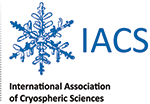 IACS
International Association
of Cryospheric Sciences